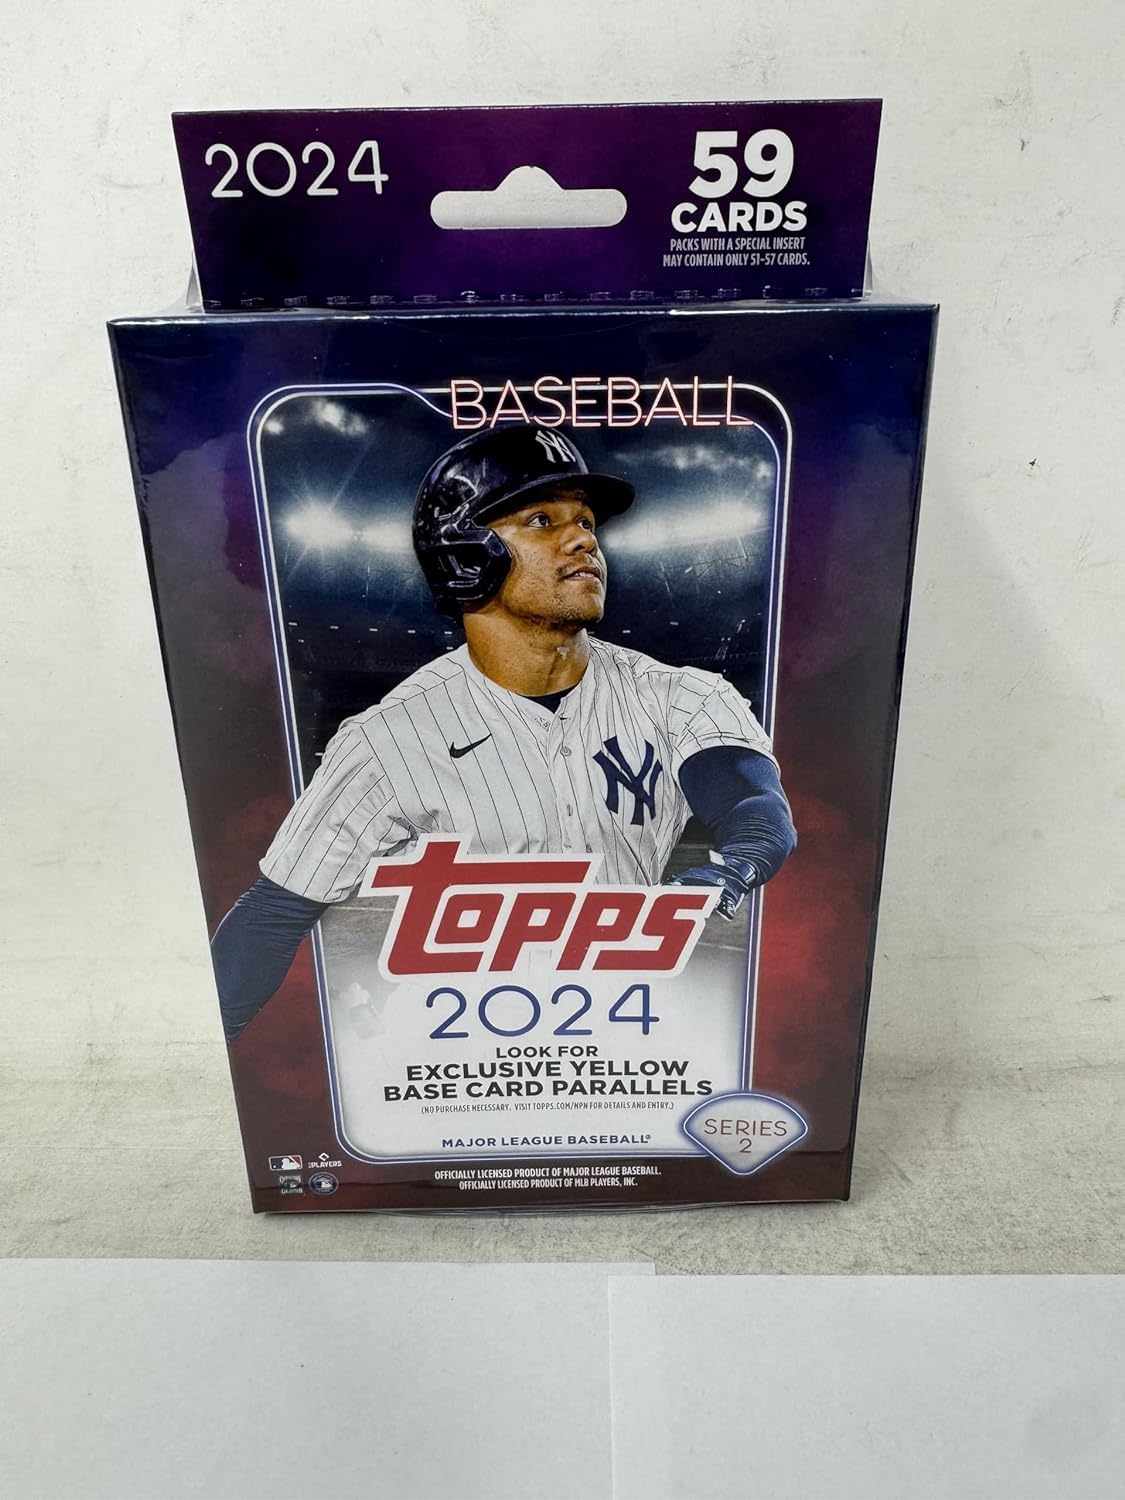 2024
59
CARDS
PACKS WITH A SPECIAL INSERT
MAY CONTAIN ONLY 51-57 CARDS.
BASEBALL
NY
NY
TOPPS
2024
LOOK FOR
EXCLUSIVE YELLOW
BASE CARD PARALLELS
(NO PURCHASE NECESSARY. VISIT TOPPS.COM/NPN FOR DETAILS AND ENTRY.)
SERIES
2
MAJOR LEAGUE BASEBALL®
PLAYERS
OFFICIALLY LICENSED PRODUCT OF MAJOR LEAGUE BASEBALL.
OFFICIALLY LICENSED PRODUCT OF MLB PLAYERS, INC.